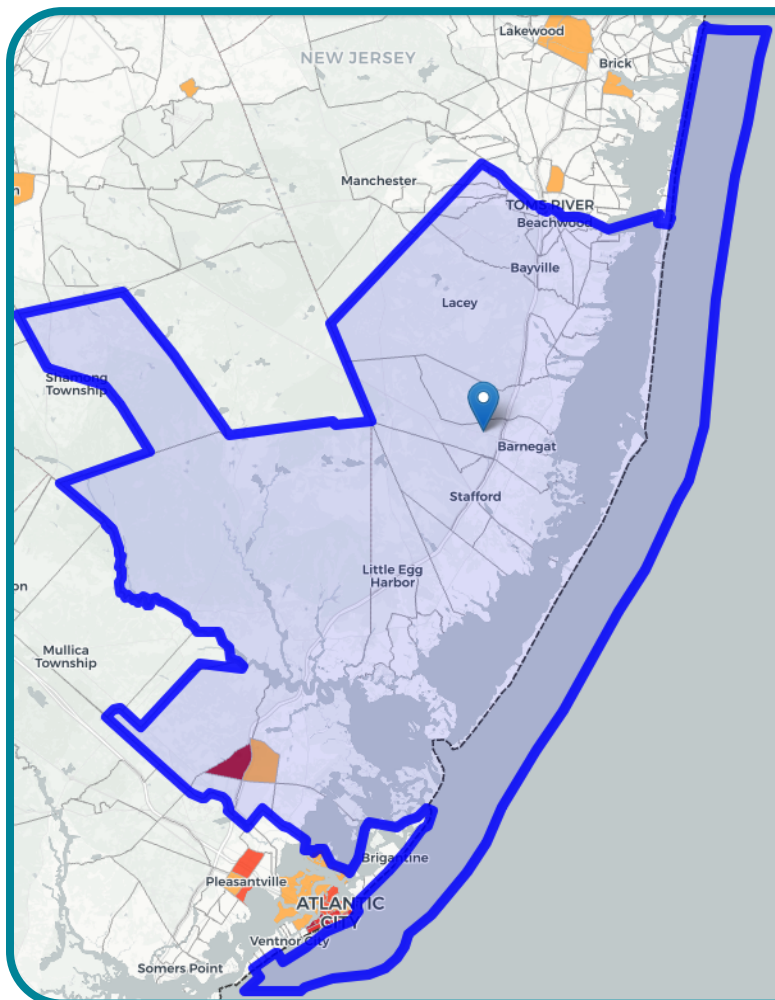 Lakewood
NEW JERSEY
Brick
Manchester
n
TOMS RIVER
Beachwood
Bayville
Lacey
Shamong
Township
Barnegat
Stafford
Little Egg
Harbor
on
Mullica
Township
Brigantine
Pleasantville
ATLANTIC
CITY
Ventnor City
Somers Point